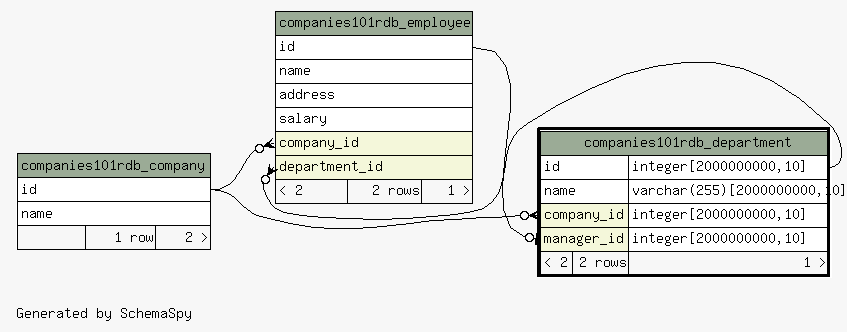 companies101rdb_employee
id
name
address
salary
company_id
department_id
< 2 2 rows 1 >
companies101rdb_company
id
name
1 row 2 >
companies101rdb_department
id integer[2000000000,10]
name varchar(255)[2000000000,10]
company_id integer[2000000000,10]
manager_id integer[2000000000,10]
< 2 2 rows 1 >
Generated by SchemaSpy